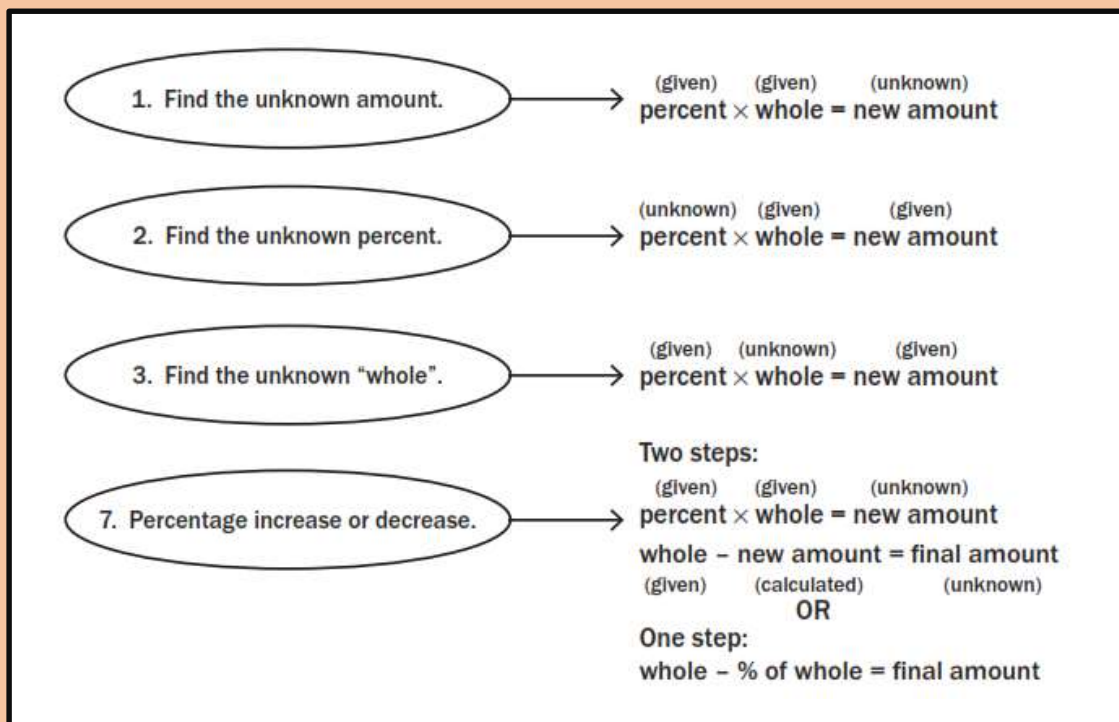 1. Find the unknown amount.
(given) (given) (unknown)
percent × whole = new amount
2. Find the unknown percent.
(unknown) (given) (given)
percent × whole = new amount
3. Find the unknown “whole”.
(given) (unknown) (given)
percent × whole = new amount
7. Percentage increase or decrease.
Two steps:
(given) (given) (unknown)
percent × whole = new amount
whole – new amount = final amount
(given) (calculated) (unknown)
OR
One step:
whole – % of whole = final amount